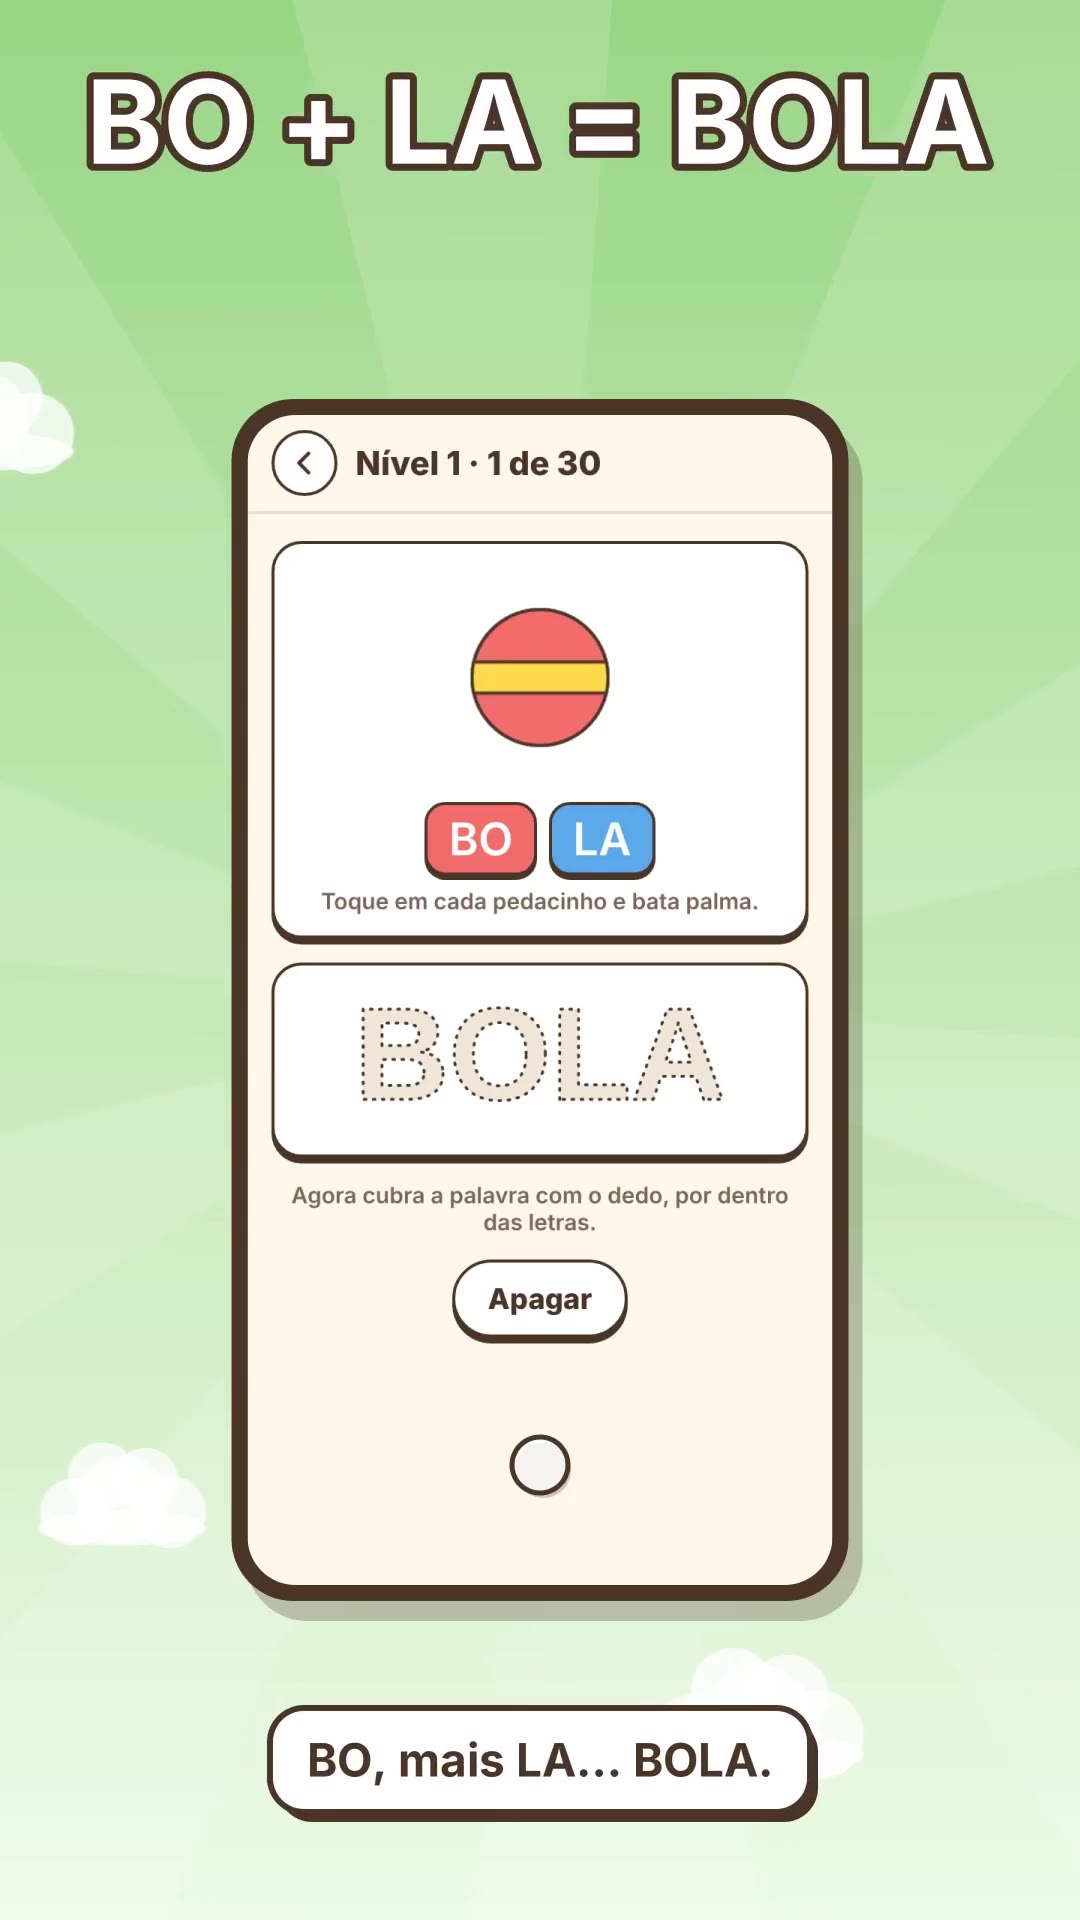 BO + LA = BOLA
Nível 1 · 1 de 30
BO LA
Toque em cada pedacinho e bata palma.
BOLA
Agora cubra a palavra com o dedo, por dentro
das letras.
Apagar
BO, mais LA... BOLA.